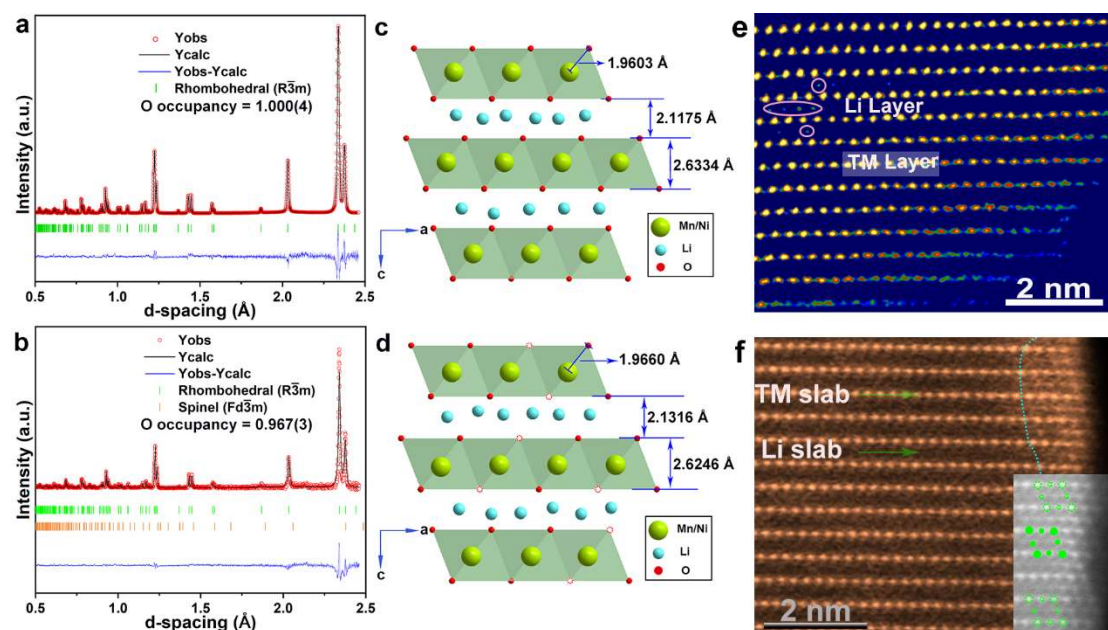 a
Intensity (a.u.)
Yobs
Ycalc
Yobs-Ycalc
Rhombohedral (R3̅m)
O occupancy = 1.000(4)
0.5 1.0 1.5 2.0 2.5
d-spacing (Å)
b
Intensity (a.u.)
Yobs
Ycalc
Yobs-Ycalc
Rhombohedral (R3̅m)
Spinel (Fd3̅m)
O occupancy = 0.967(3)
0.5 1.0 1.5 2.0 2.5
d-spacing (Å)
c
1.9603 Å
2.1175 Å
2.6334 Å
a
c
Mn/Ni
Li
O
d
1.9660 Å
2.1316 Å
2.6246 Å
a
c
Mn/Ni
Li
O
e
Li Layer
TM Layer
2 nm
f
TM slab
Li slab
2 nm